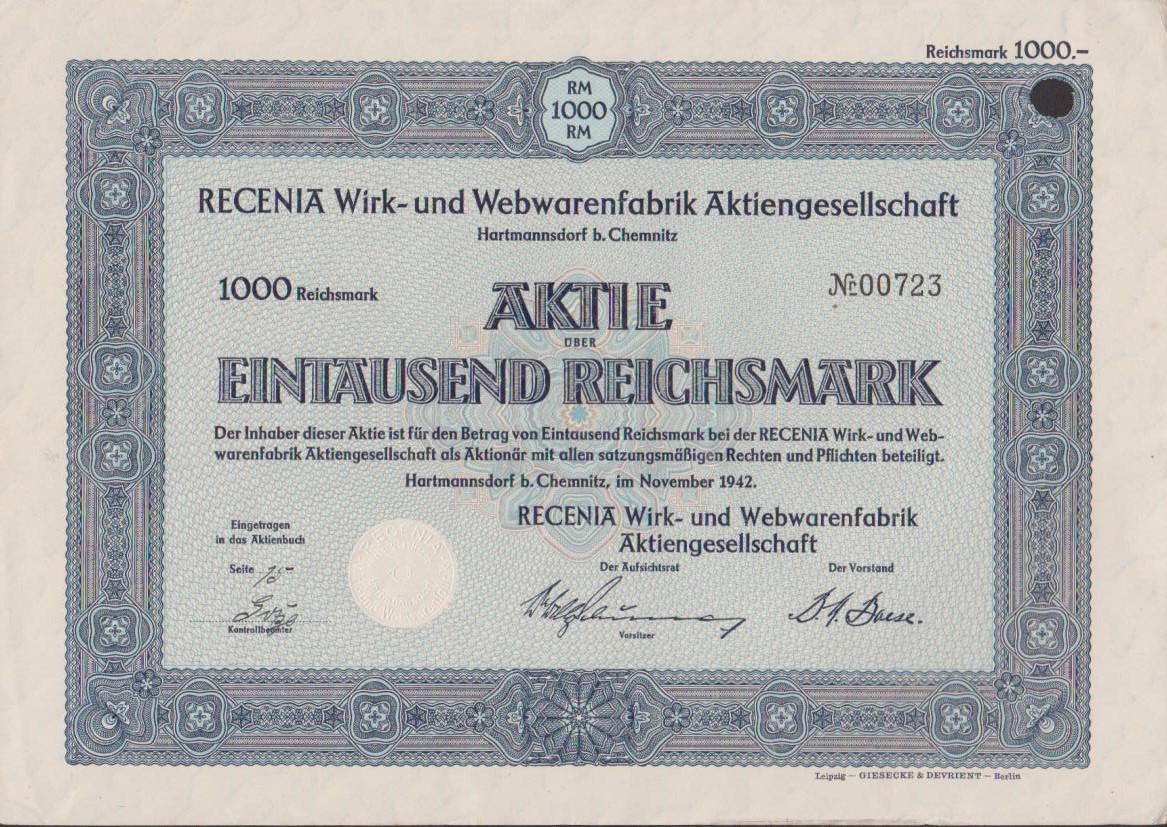 Reichsmark 1000.–
RM
1000
RM
RECENIA Wirk- und Webwarenfabrik Aktiengesellschaft
Hartmannsdorf b. Chemnitz
1000 Reichsmark
№ 00723
AKTIE
ÜBER
EINTAUSEND REICHSMARK
Der Inhaber dieser Aktie ist für den Betrag von Eintausend Reichsmark bei der RECENIA Wirk- und Web-
warenfabrik Aktiengesellschaft als Aktionär mit allen satzungsmäßigen Rechten und Pflichten beteiligt.
Hartmannsdorf b. Chemnitz, im November 1942.
RECENIA Wirk- und Webwarenfabrik
Aktiengesellschaft
Eingetragen
in das Aktienbuch
Seite
Kontrollbeamter
RECENIA
Der Aufsichtsrat
Vorsitzer
Der Vorstand
Leipzig — GIESECKE & DEVRIENT — Berlin